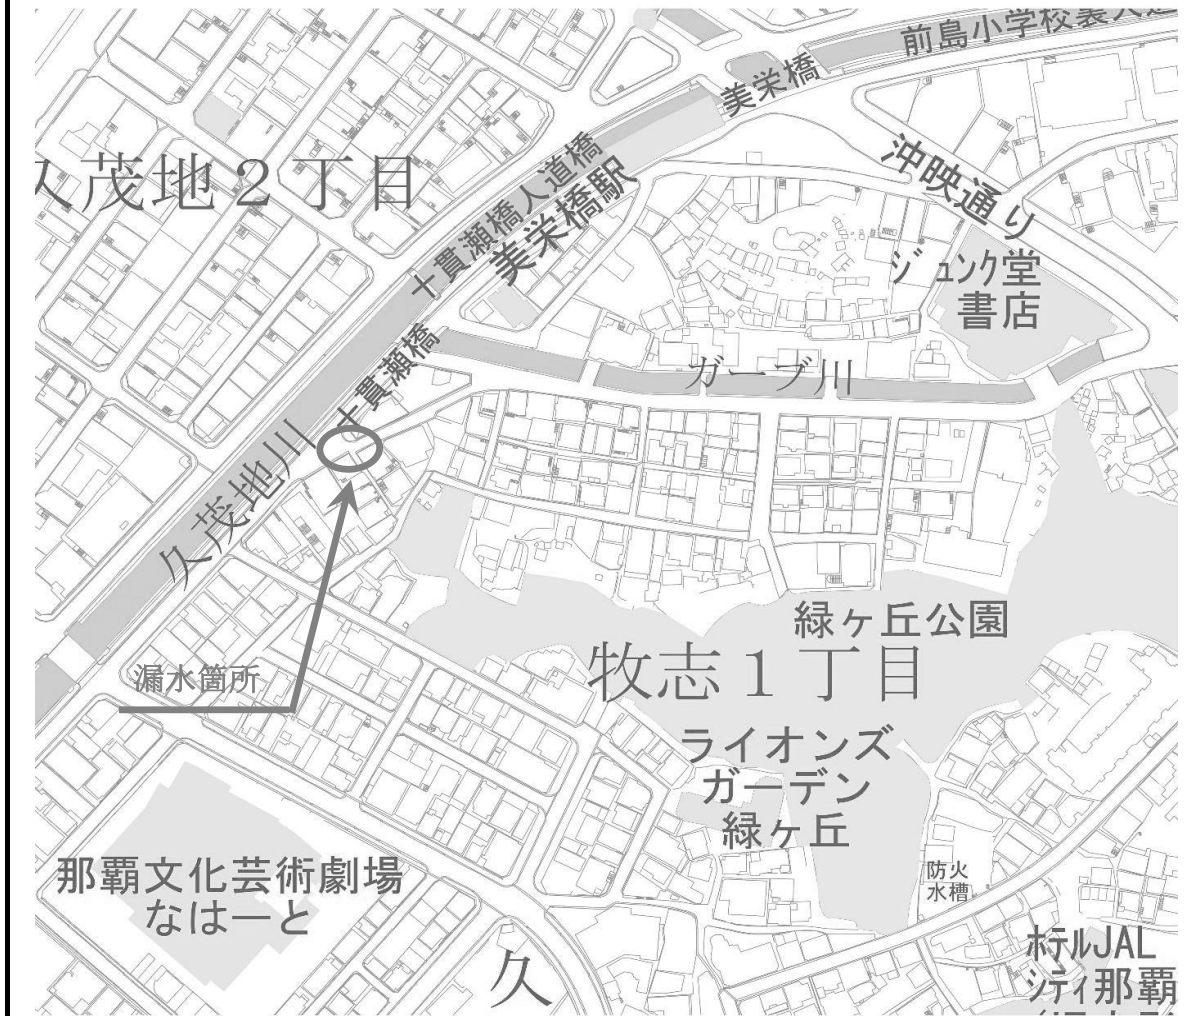 前島小学校裏人道
美栄橋
久茂地2丁目
十貫瀬橋人道橋
美栄橋駅
沖映通り
ジュンク堂
書店
十貫瀬橋
ガーブ川
久茂地川
漏水箇所
緑ヶ丘公園
牧志1丁目
ライオンズ
ガーデン
緑ヶ丘
那覇文化芸術劇場
なはーと
防火
水槽
久
ホテルJAL
シティ那覇